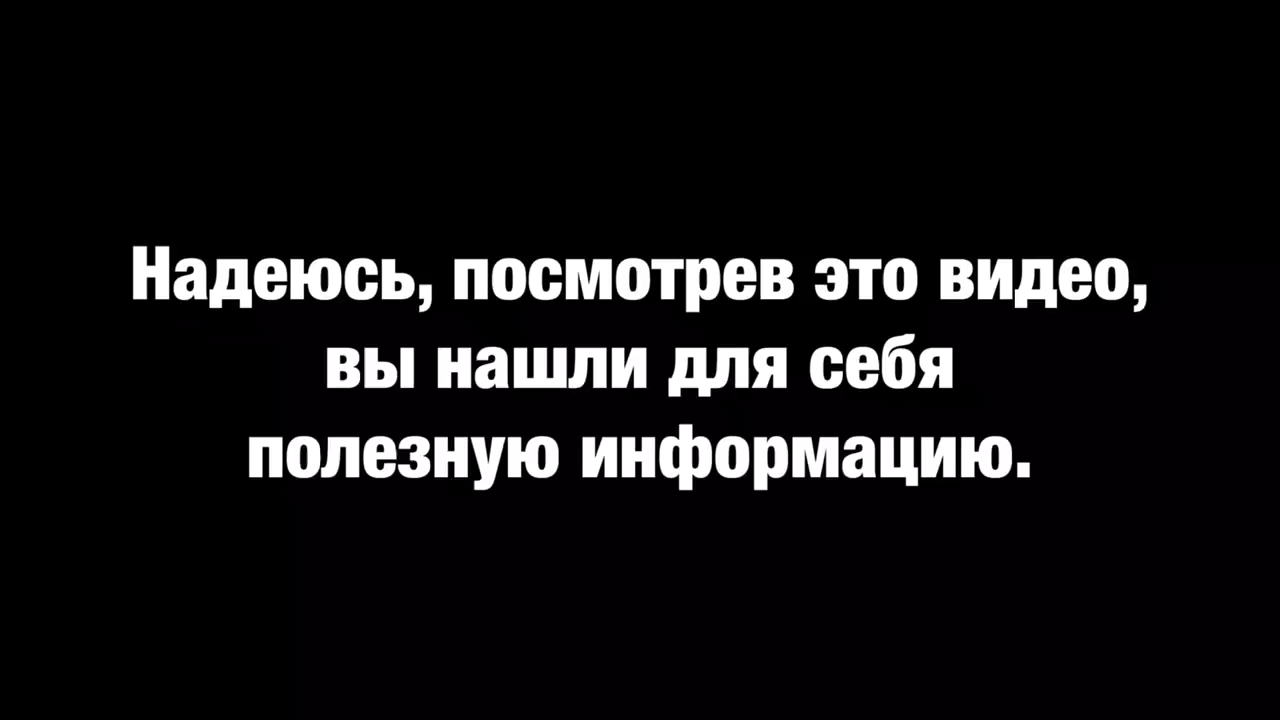 Надеюсь, посмотрев это видео,
вы нашли для себя
полезную информацию.